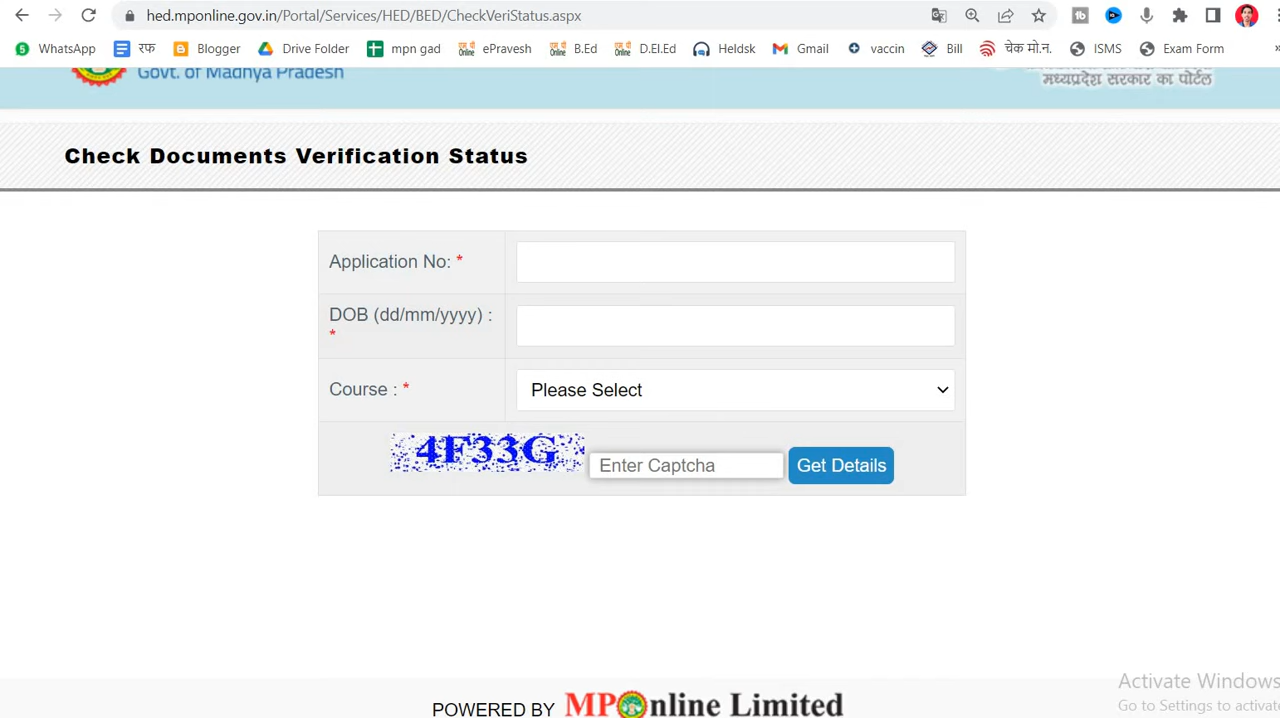 hed.mponline.gov.in/Portal/Services/HED/BED/CheckVeriStatus.aspx
WhatsApp रफ Blogger Drive Folder mpn gad ePravesh B.Ed D.El.Ed Heldsk Gmail vaccin Bill चेक मो.न. ISMS Exam Form »
Govt. of Madhya Pradesh
मध्यप्रदेश सरकार का पोर्टल
Check Documents Verification Status
Application No: *
DOB (dd/mm/yyyy) :
*
Course : *
Please Select
4F33G
Enter Captcha
Get Details
Activate Windows
Go to Settings to activat
POWERED BY MPOnline Limited